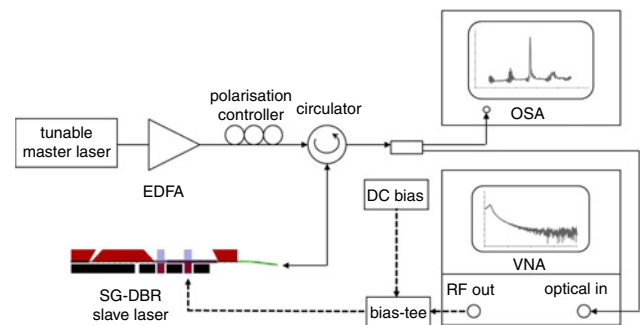 OSA
polarisation
controller
circulator
tunable
master laser
EDFA
DC bias
VNA
SG-DBR
slave laser
bias-tee
RF out
optical in